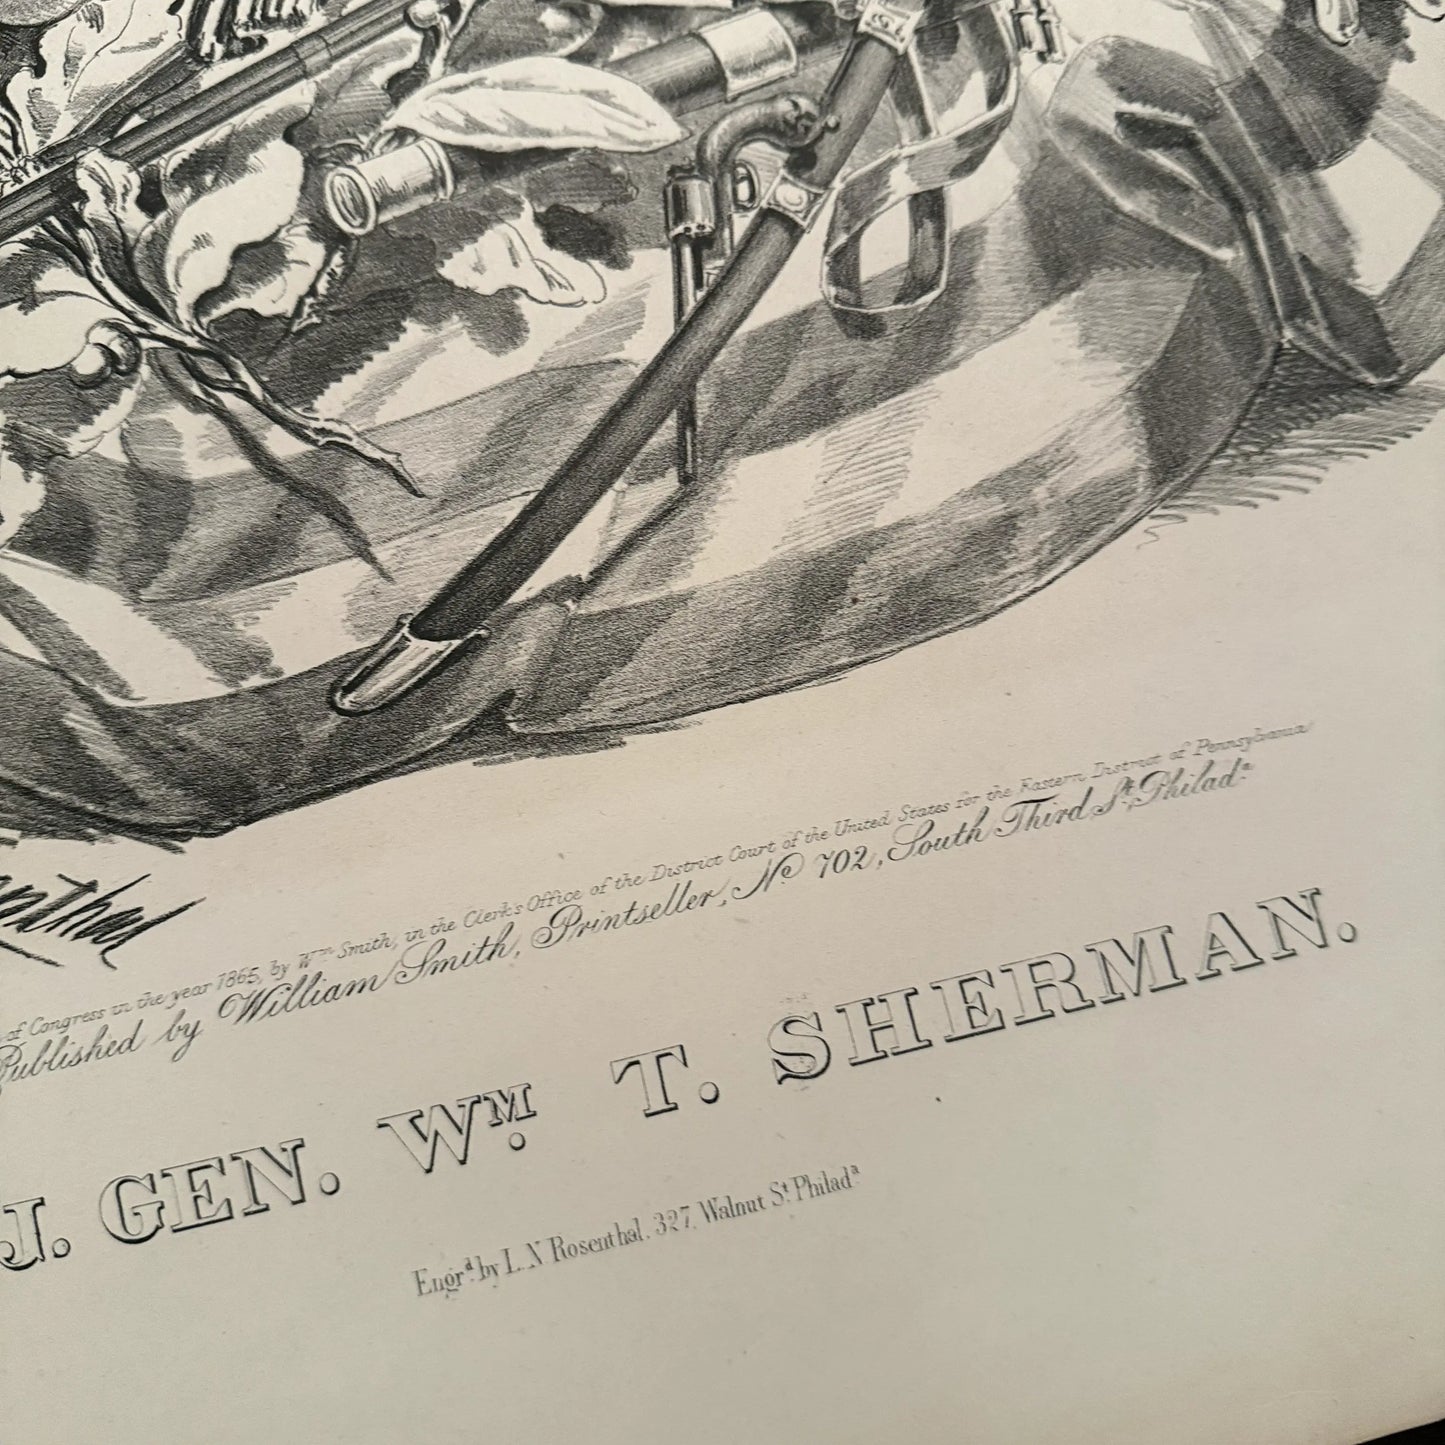 of Congress in the year 1865, by Wm Smith, in the Clerk's Office of the District Court of the United States for the Eastern District of Pennsylvania
Published by William Smith, Printseller, No. 702, South Third St., Philada.
J. GEN. WM. T. SHERMAN.
Engrd. by L. N Rosenthal. 327, Walnut St. Philada.